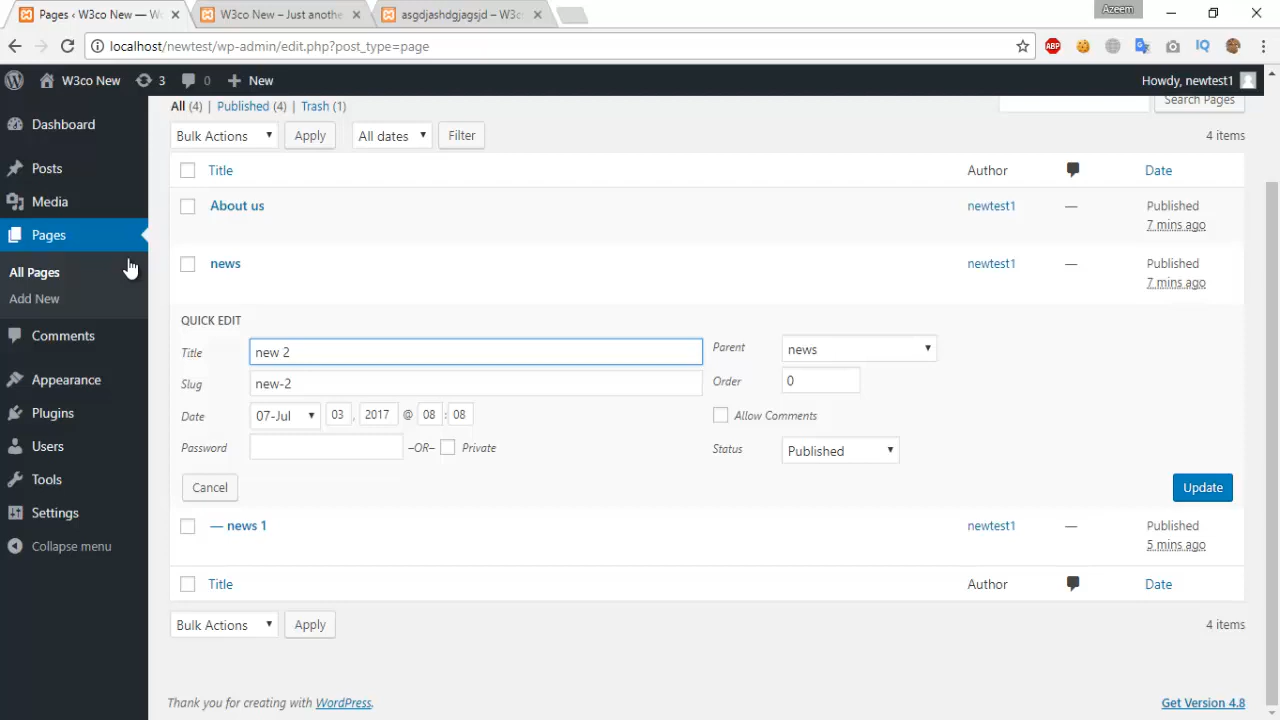 Pages ‹ W3co New — Wo
W3co New – Just anothe
asgdjashdgjagsjd – W3c
Azeem
localhost/newtest/wp-admin/edit.php?post_type=page
ABP
IQ
W3co New
3
0
New
Howdy, newtest1
Dashboard
Posts
Media
Pages
All Pages
Add New
Comments
Appearance
Plugins
Users
Tools
Settings
Collapse menu
All (4) | Published (4) | Trash (1)
Search Pages
Bulk Actions
Apply
All dates
Filter
4 items
Title
Author
Date
About us
newtest1
—
Published
7 mins ago
news
newtest1
—
Published
7 mins ago
QUICK EDIT
Title
new 2
Slug
new-2
Date
07-Jul
03
, 2017 @ 08 : 08
Password
–OR–
Private
Parent
news
Order
0
Allow Comments
Status
Published
Cancel
Update
— news 1
newtest1
—
Published
5 mins ago
Title
Author
Date
Bulk Actions
Apply
4 items
Thank you for creating with WordPress.
Get Version 4.8